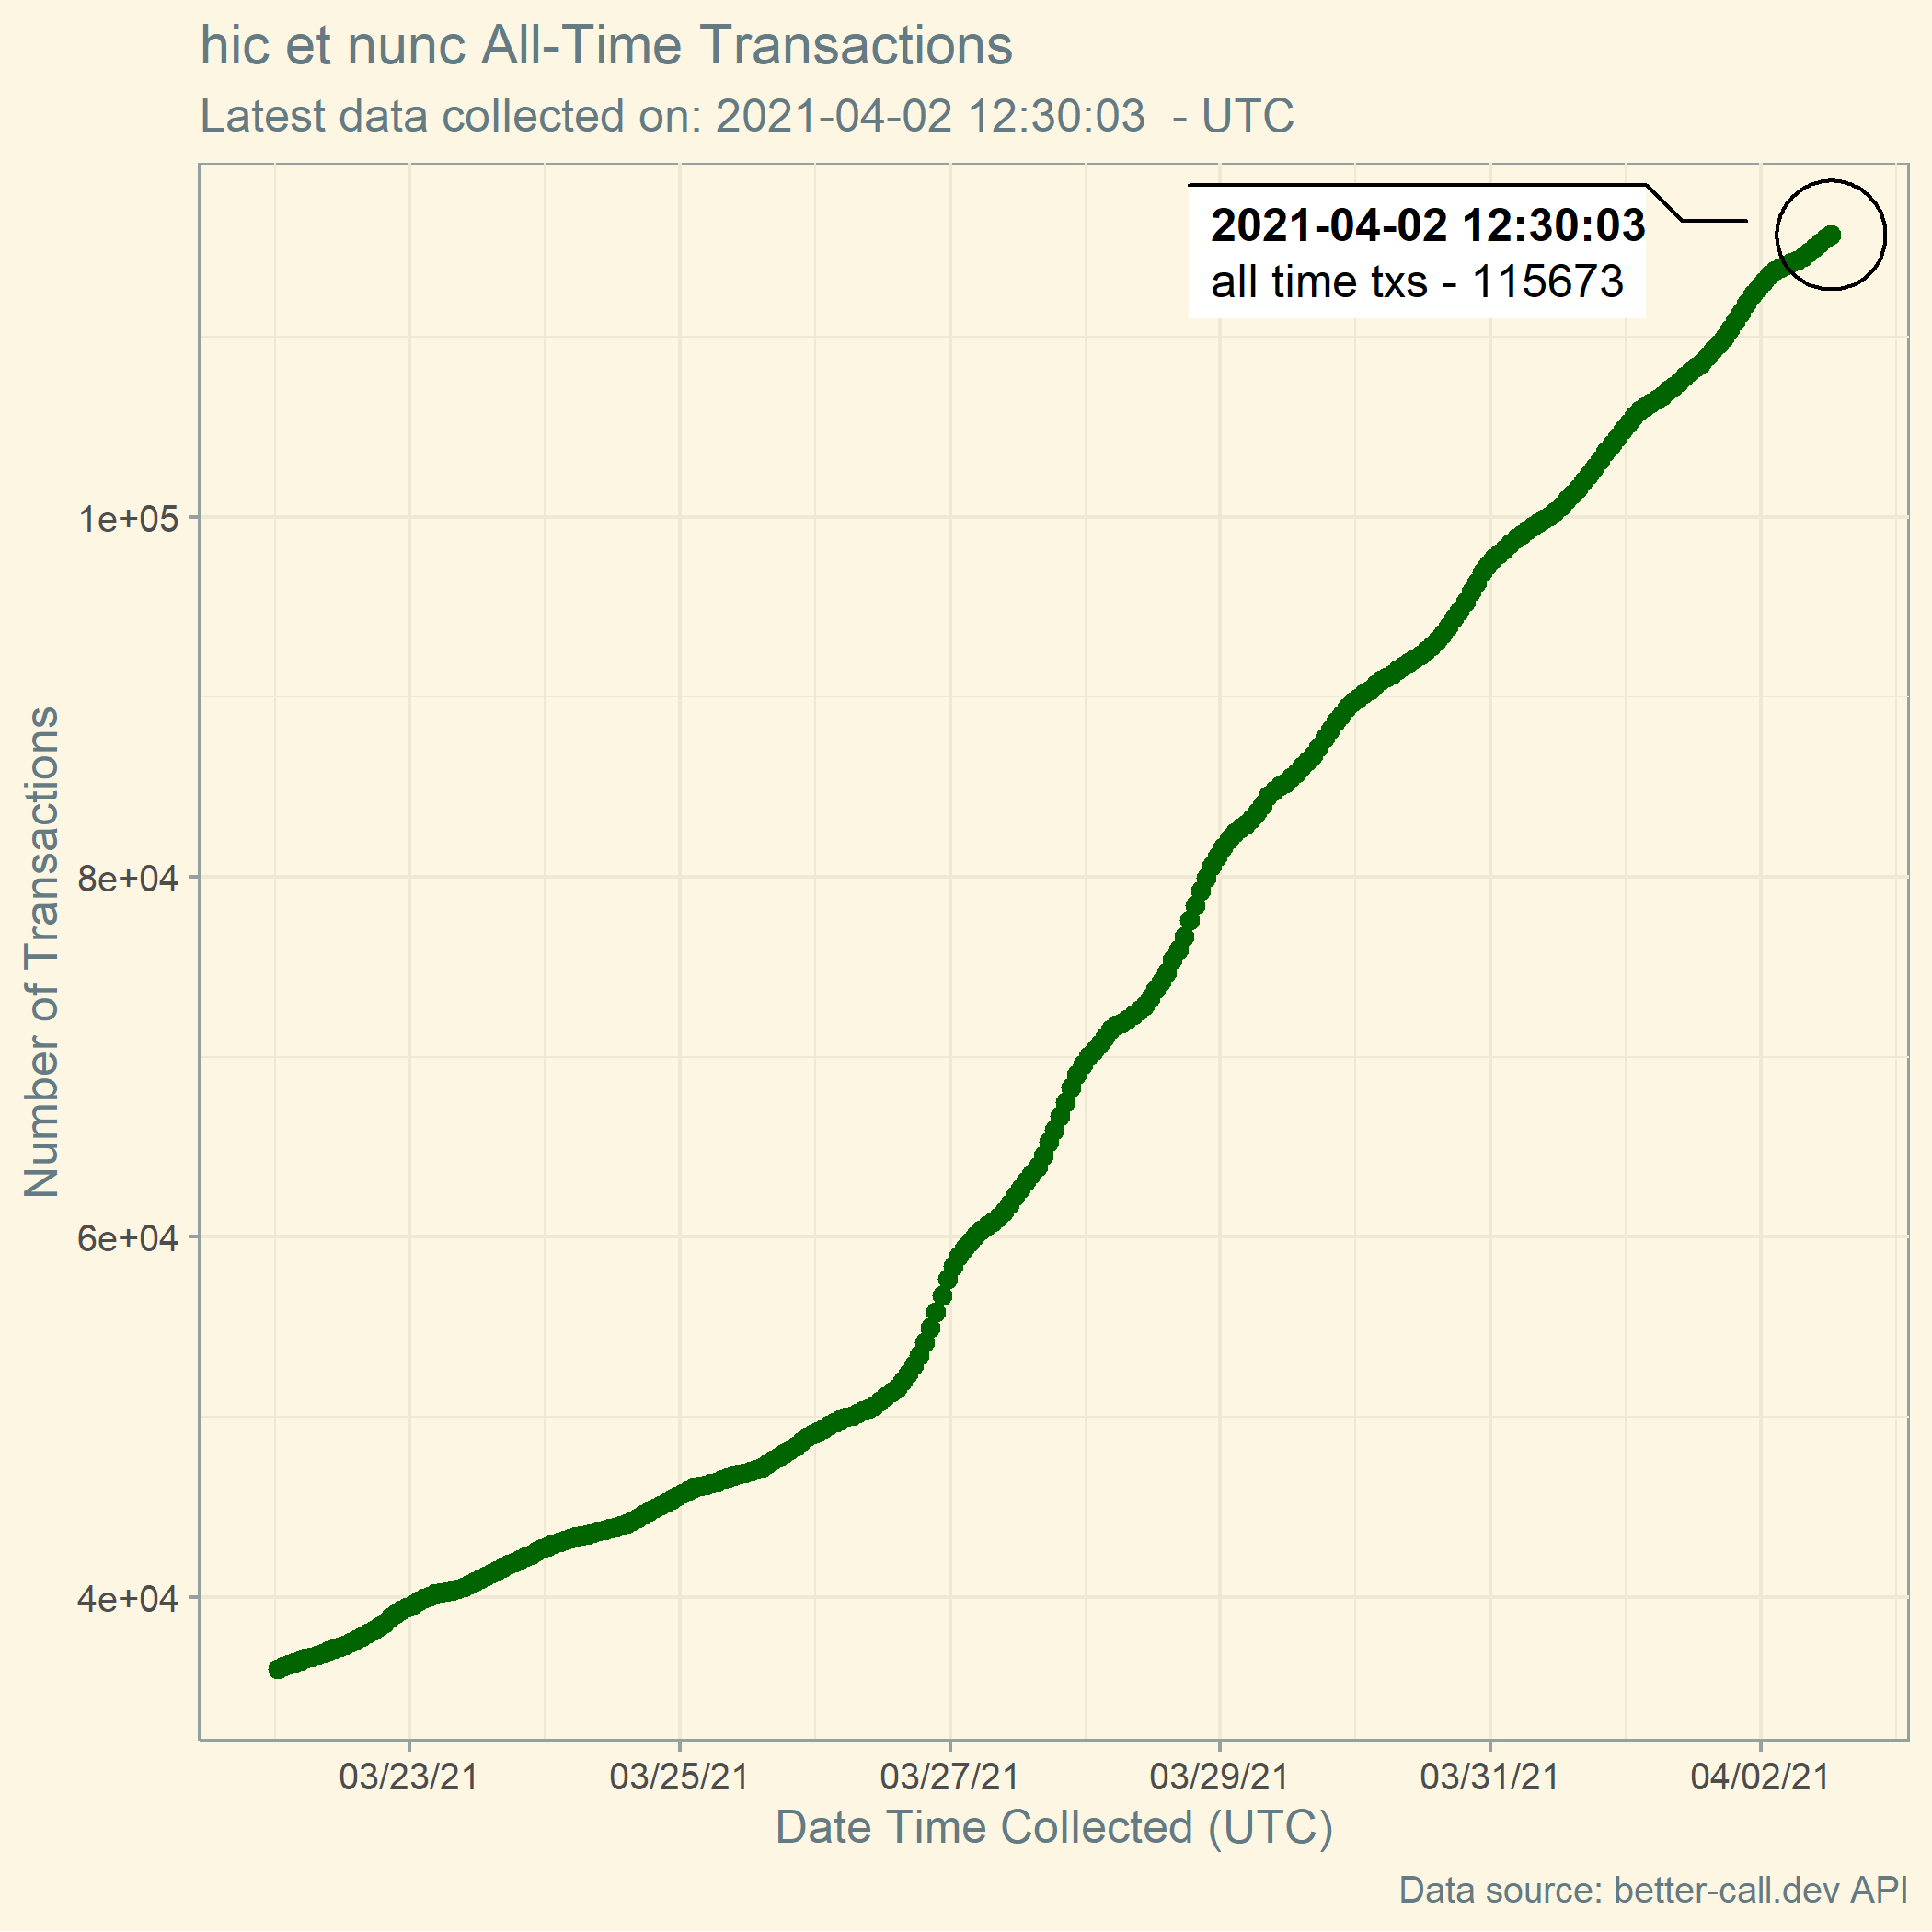 hic et nunc All-Time Transactions
Latest data collected on: 2021-04-02 12:30:03  - UTC
2021-04-02 12:30:03
all time txs - 115673
1e+05
8e+04
6e+04
4e+04
Number of Transactions
03/23/21 03/25/21 03/27/21 03/29/21 03/31/21 04/02/21
Date Time Collected (UTC)
Data source: better-call.dev API